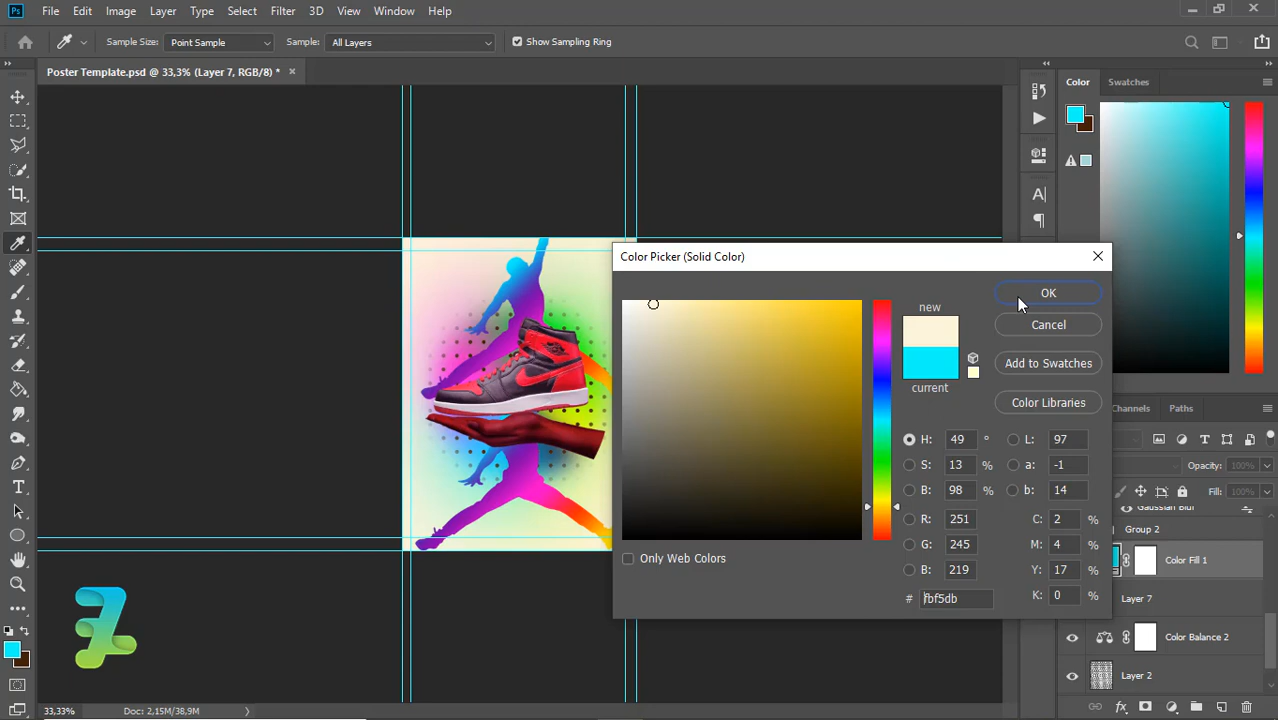 Ps File Edit Image Layer Type Select Filter 3D View Window Help
Sample Size: Point Sample Sample: All Layers Show Sampling Ring
Poster Template.psd @ 33,3% (Layer 7, RGB/8) * ×
Color Swatches
Color Picker (Solid Color)
new
current
OK
Cancel
Add to Swatches
Color Libraries
H: 49 °
S: 13 %
B: 98 %
R: 251
G: 245
B: 219
L: 97
a: -1
b: 14
C: 2 %
M: 4 %
Y: 17 %
K: 0 %
# fbf5db
Only Web Colors
Channels Paths
Opacity: 100%
Fill: 100%
Gaussian Blur
Group 2
Color Fill 1
Layer 7
Color Balance 2
Layer 2
33,33% Doc: 2,15M/38,9M